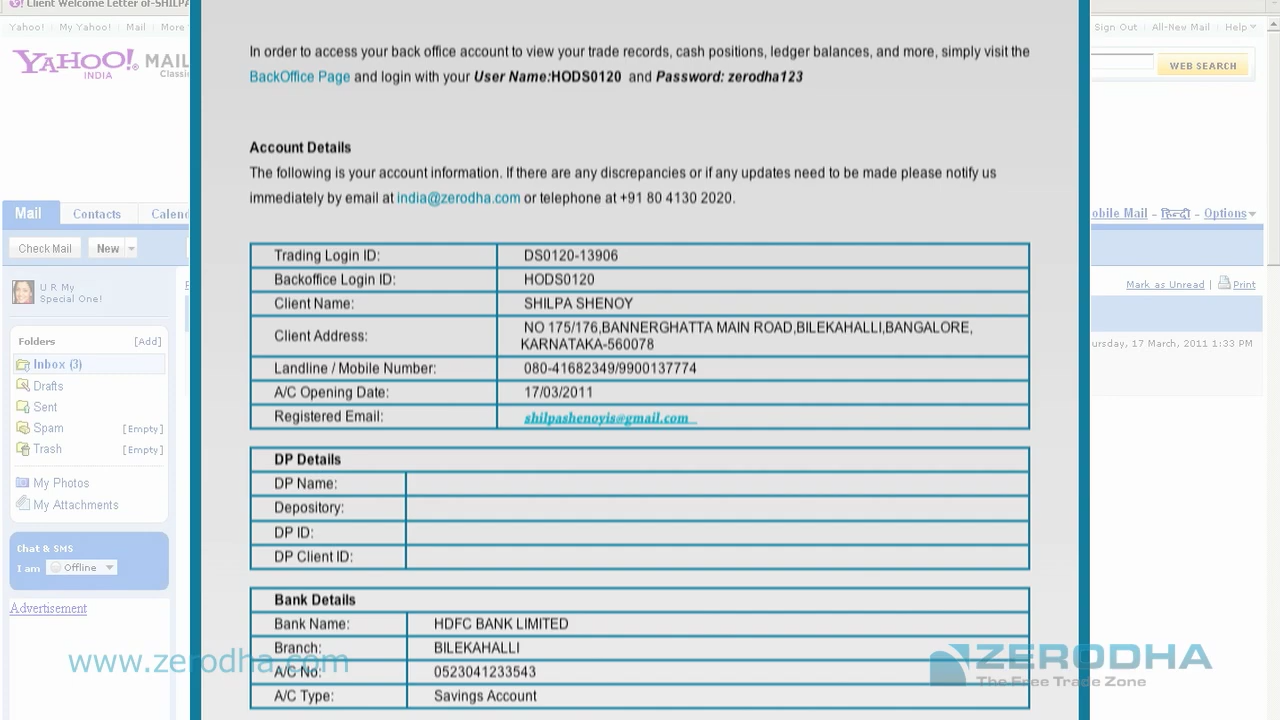 Client Welcome Letter of-SHILPA
Yahoo! My Yahoo! Mail More
Sign Out All-New Mail Help
YAHOO! MAIL
INDIA Classic
WEB SEARCH
In order to access your back office account to view your trade records, cash positions, ledger balances, and more, simply visit the
BackOffice Page and login with your User Name:HODS0120 and Password: zerodha123
Account Details
The following is your account information. If there are any discrepancies or if any updates need to be made please notify us
immediately by email at india@zerodha.com or telephone at +91 80 4130 2020.
Mail Contacts Calend
obile Mail - हिन्दी - Options
Check Mail New
Mark as Unread | Print
U R My
Special One!
ursday, 17 March, 2011 1:33 PM
Folders [Add]
Inbox (3)
Drafts
Sent
Spam [Empty]
Trash [Empty]
My Photos
My Attachments
Chat & SMS
I am Offline
Advertisement
Trading Login ID: DS0120-13906
Backoffice Login ID: HODS0120
Client Name: SHILPA SHENOY
Client Address: NO 175/176,BANNERGHATTA MAIN ROAD,BILEKAHALLI,BANGALORE,
KARNATAKA-560078
Landline / Mobile Number: 080-41682349/9900137774
A/C Opening Date: 17/03/2011
Registered Email: shilpashenoyis@gmail.com
DP Details
DP Name:
Depository:
DP ID:
DP Client ID:
Bank Details
Bank Name: HDFC BANK LIMITED
Branch: BILEKAHALLI
A/C No: 0523041233543
A/C Type: Savings Account
www.zerodha.com
ZERODHA
The Free Trade Zone